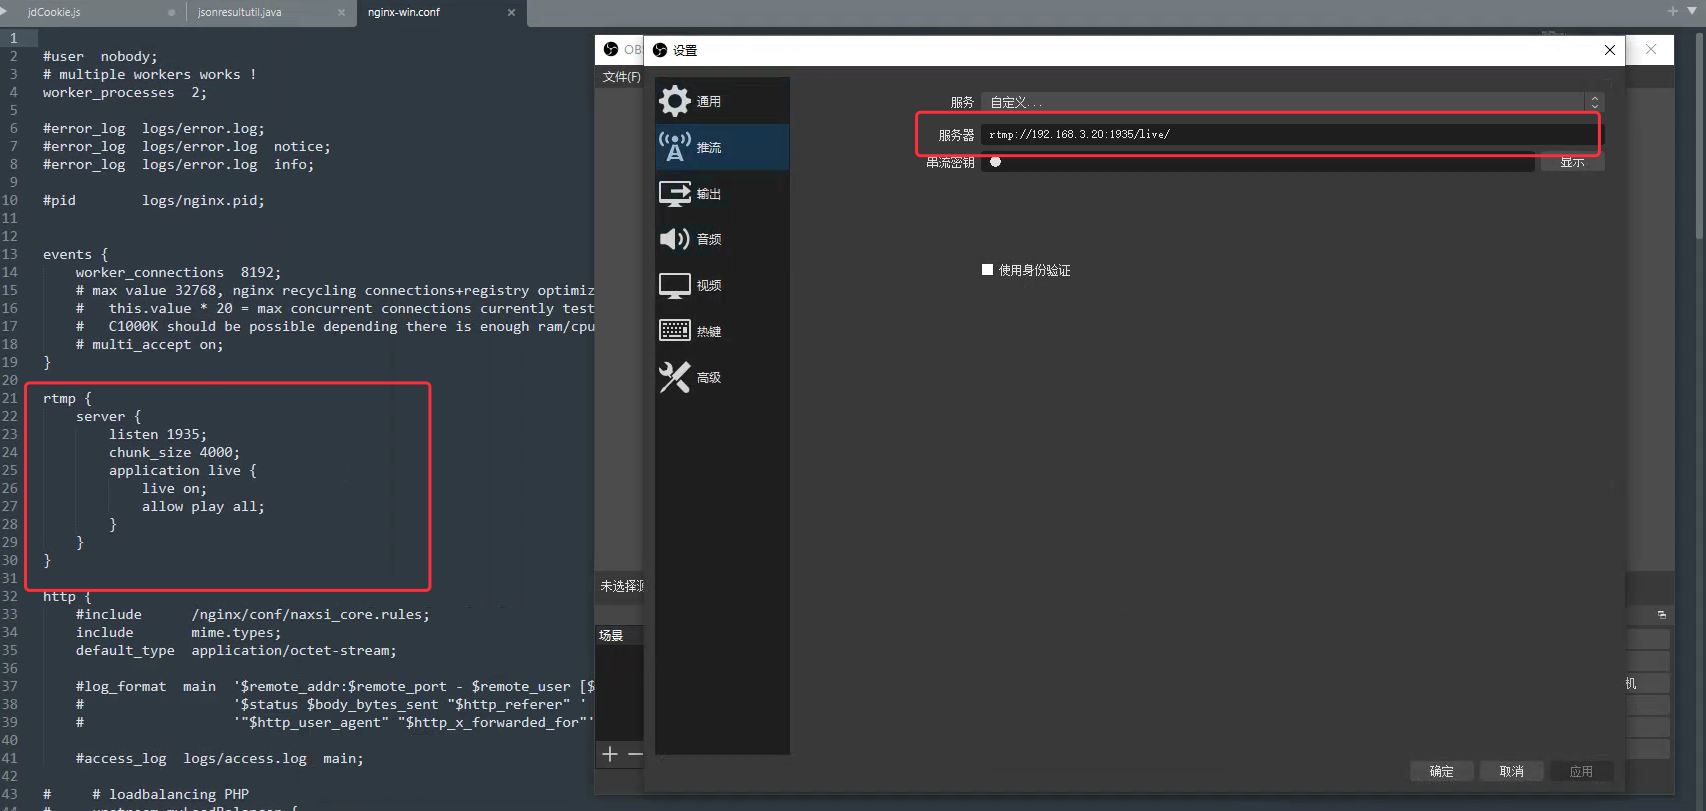 jdCookie.js
jsonresultutil.java
nginx-win.conf
1
2 #user  nobody;
3 # multiple workers works !
4 worker_processes  2;
5
6 #error_log  logs/error.log;
7 #error_log  logs/error.log  notice;
8 #error_log  logs/error.log  info;
9
10 #pid        logs/nginx.pid;
11
12
13 events {
14     worker_connections  8192;
15     # max value 32768, nginx recycling connections+registry optimiz
16     #   this.value * 20 = max concurrent connections currently test
17     #   C1000K should be possible depending there is enough ram/cpu
18     # multi_accept on;
19 }
20
21 rtmp {
22     server {
23         listen 1935;
24         chunk_size 4000;
25         application live {
26             live on;
27             allow play all;
28         }
29     }
30 }
31
32 http {
33     #include      /nginx/conf/naxsi_core.rules;
34     include       mime.types;
35     default_type  application/octet-stream;
36
37     #log_format  main  '$remote_addr:$remote_port - $remote_user [$
38     #                  '$status $body_bytes_sent "$http_referer" '
39     #                  '"$http_user_agent" "$http_x_forwarded_for"'
40
41     #access_log  logs/access.log  main;
42
43 #     # loadbalancing PHP
44 #     upstream myLoadBalancer {
OB
文件(F)
未选择源
场景
机
设置
通用
推流
输出
音频
视频
热键
高级
服务 自定义...
服务器 rtmp://192.168.3.20:1935/live/
串流密钥 ● 显示
使用身份验证
确定 取消 应用